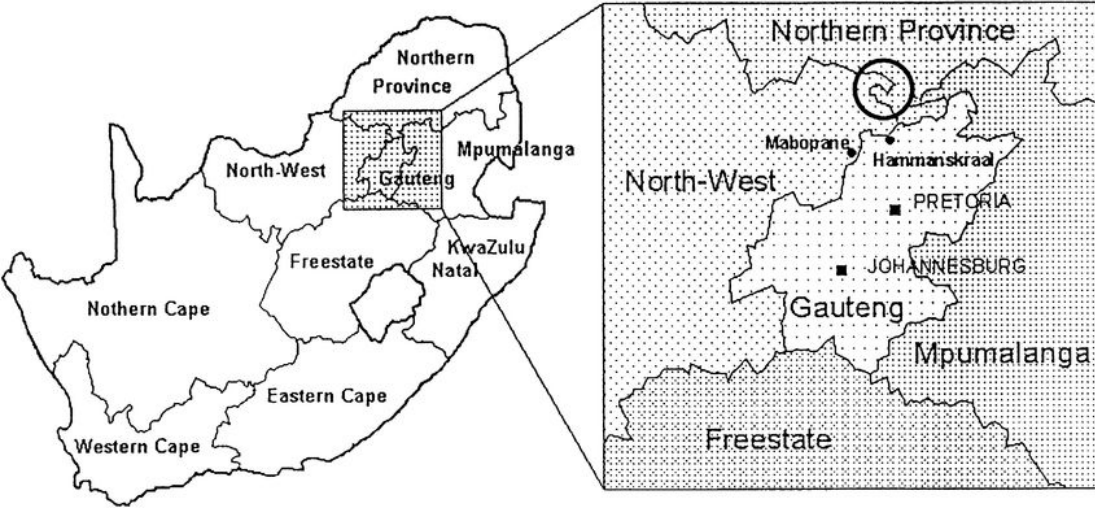 Northern
Province
North-West
Mpumalanga
Gauteng
Freestate
KwaZulu
Natal
Nothern Cape
Eastern Cape
Western Cape
Northern Province
Mabopane
Hammanskraal
North-West
PRETORIA
JOHANNESBURG
Gauteng
Mpumalanga
Freestate